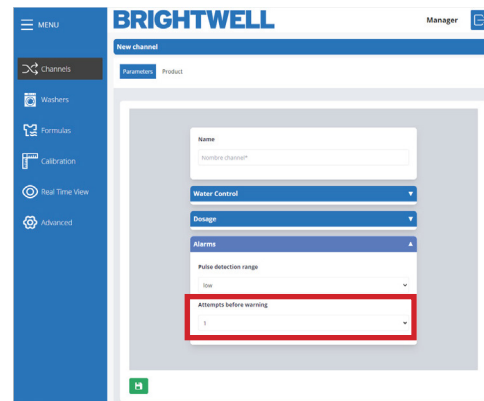 MENU
BRIGHTWELL
Manager
New channel
Channels
Parameters Product
Washers
Formulas
Name
Nombre channel*
Calibration
Water Control
Real Time View
Dosage
Advanced
Alarms
Pulse detection range
low
Attempts before warning
1